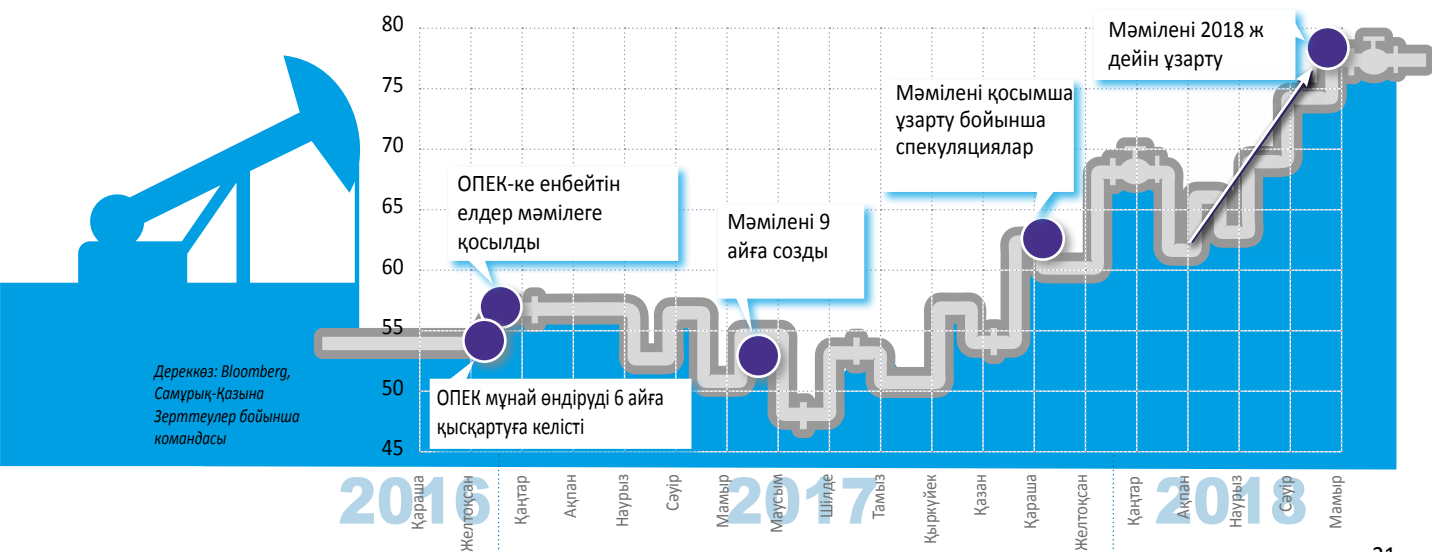 80
75
70
65
60
55
50
45
ОПЕК-ке енбейтін
елдер мәмілеге
қосылды
ОПЕК мұнай өндіруді 6 айға
қысқартуға келісті
Мәмілені 9
айға созды
Мәмілені қосымша
ұзарту бойынша
спекуляциялар
Мәмілені 2018 ж
дейін ұзарту
Дереккөз: Bloomberg,
Самұрық-Қазына
Зерттеулер бойынша
командасы
2016
2017
2018
Қараша
Желтоқсан
Қаңтар
Ақпан
Наурыз
Сәуір
Мамыр
Маусым
Шілде
Тамыз
Қыркүйек
Қазан
Қараша
Желтоқсан
Қаңтар
Ақпан
Наурыз
Сәуір
Мамыр